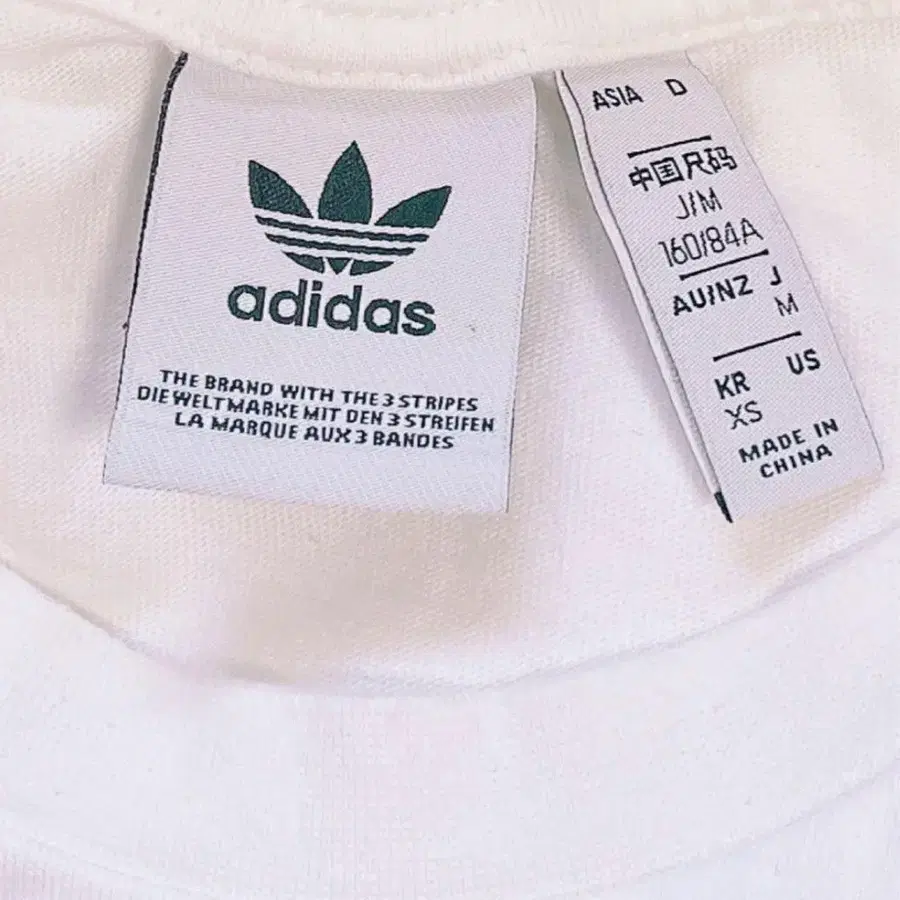 adidas
THE BRAND WITH THE 3 STRIPES
DIE WELTMARKE MIT DEN 3 STREIFEN
LA MARQUE AUX 3 BANDES
ASIA D
中国尺码
J/M
160/84A
AU/NZ J
M
KR US
XS
MADE IN
CHINA